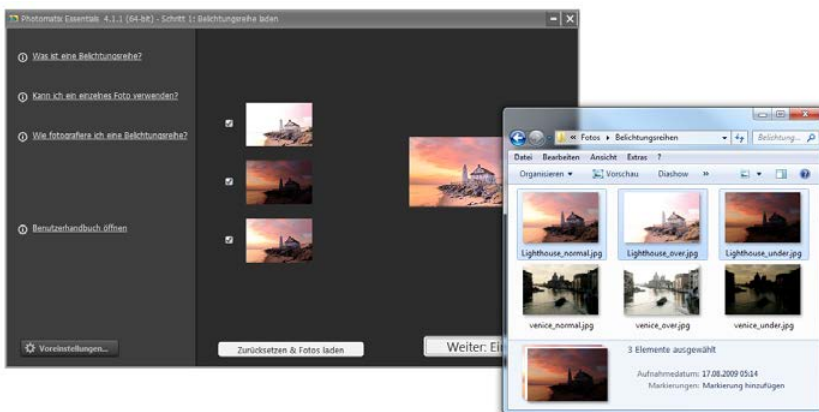 Photomatix Essentials 4.1.1 (64-bit) - Schritt 1: Belichtungsreihe laden
Was ist eine Belichtungsreihe?
Kann ich ein einzelnes Foto verwenden?
Wie fotografiere ich eine Belichtungsreihe?
Benutzerhandbuch öffnen
Voreinstellungen...
Zurücksetzen & Fotos laden
Weiter: Ei
« Fotos Belichtungsreihen
Belichtung...
Datei Bearbeiten Ansicht Extras ?
Organisieren Vorschau Diashow »
Lighthouse_normal.jpg Lighthouse_over.jpg Lighthouse_under.jpg
venice_normal.jpg venice_over.jpg venice_under.jpg
3 Elemente ausgewählt
Aufnahmedatum: 17.08.2009 05:14
Markierungen: Markierung hinzufügen